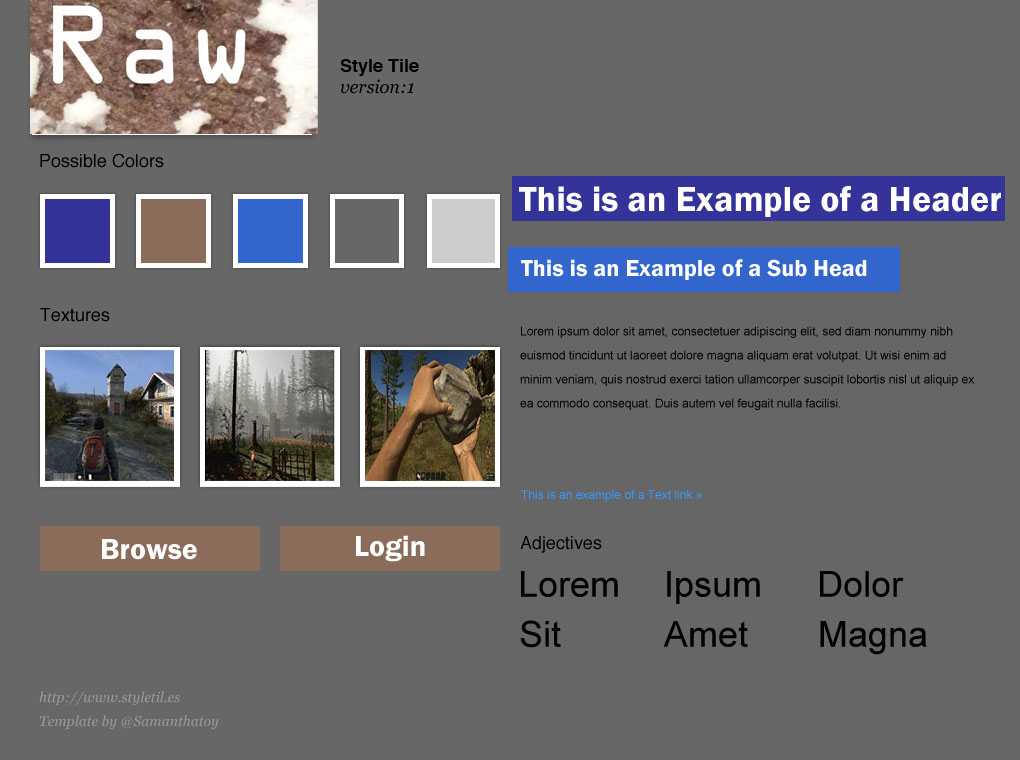 Raw
Style Tile
version:1
Possible Colors
Textures
Browse
Login
This is an Example of a Header
This is an Example of a Sub Head
Lorem ipsum dolor sit amet, consectetuer adipiscing elit, sed diam nonummy nibh
euismod tincidunt ut laoreet dolore magna aliquam erat volutpat. Ut wisi enim ad
minim veniam, quis nostrud exerci tation ullamcorper suscipit lobortis nisl ut aliquip ex
ea commodo consequat. Duis autem vel feugait nulla facilisi.
This is an example of a Text link »
Adjectives
Lorem Ipsum Dolor
Sit Amet Magna
http://www.styletil.es
Template by @Samanthatoy